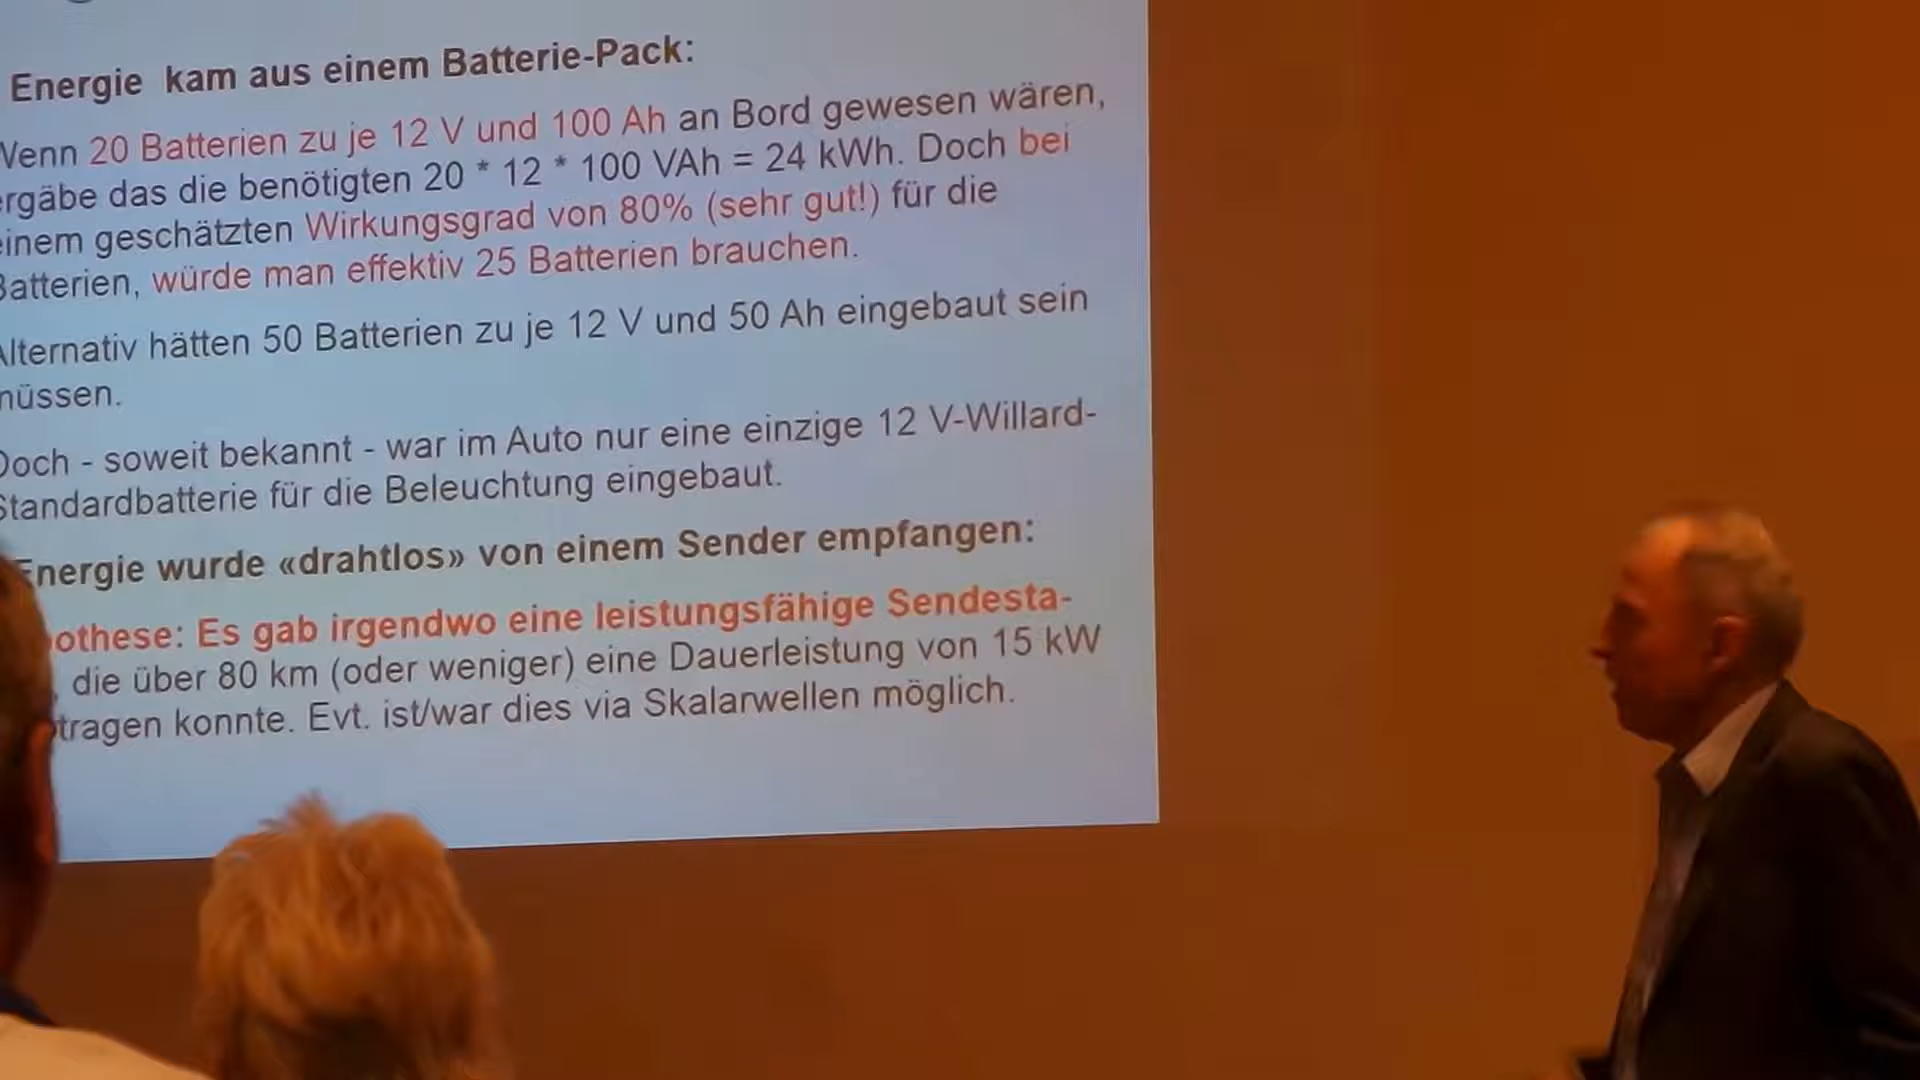 Energie kam aus einem Batterie-Pack:
Wenn 20 Batterien zu je 12 V und 100 Ah an Bord gewesen wären,
ergäbe das die benötigten 20 * 12 * 100 VAh = 24 kWh. Doch bei
einem geschätzten Wirkungsgrad von 80% (sehr gut!) für die
Batterien, würde man effektiv 25 Batterien brauchen.
Alternativ hätten 50 Batterien zu je 12 V und 50 Ah eingebaut sein
müssen.
Doch - soweit bekannt - war im Auto nur eine einzige 12 V-Willard-
Standardbatterie für die Beleuchtung eingebaut.
Energie wurde «drahtlos» von einem Sender empfangen:
othese: Es gab irgendwo eine leistungsfähige Sendesta-
, die über 80 km (oder weniger) eine Dauerleistung von 15 kW
tragen konnte. Evt. ist/war dies via Skalarwellen möglich.